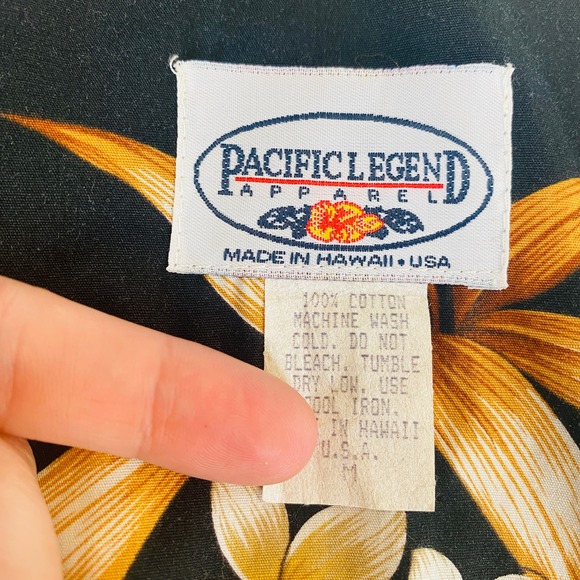 PACIFIC LEGEND
APPAREL
MADE IN HAWAII • USA
100% COTTON
MACHINE WASH
COLD. DO NOT
BLEACH. TUMBLE
DRY LOW. USE
OOL IRON.
IN HAWAII
U.S.A.
M